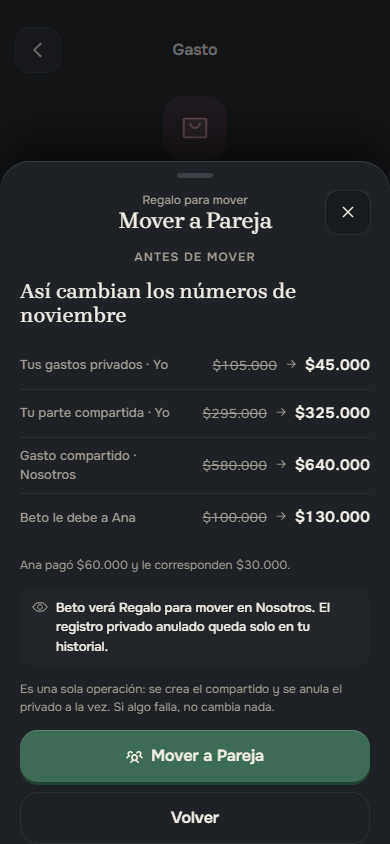 Gasto
Regalo para mover
Mover a Pareja
ANTES DE MOVER
Así cambian los números de
noviembre
Tus gastos privados · Yo $105.000 → $45.000
Tu parte compartida · Yo $295.000 → $325.000
Gasto compartido ·
Nosotros $580.000 → $640.000
Beto le debe a Ana $100.000 → $130.000
Ana pagó $60.000 y le corresponden $30.000.
Beto verá Regalo para mover en Nosotros. El
registro privado anulado queda solo en tu
historial.
Es una sola operación: se crea el compartido y se anula el
privado a la vez. Si algo falla, no cambia nada.
Mover a Pareja
Volver